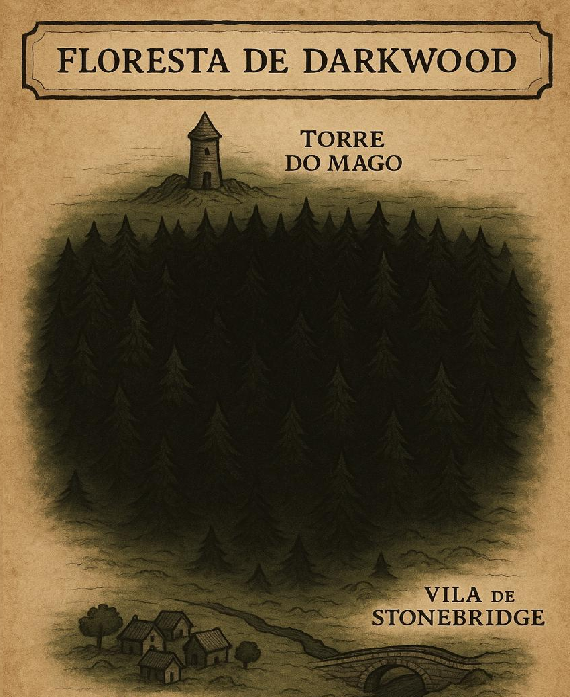 FLORESTA DE DARKWOOD
TORRE
DO MAGO
VILA DE
STONEBRIDGE